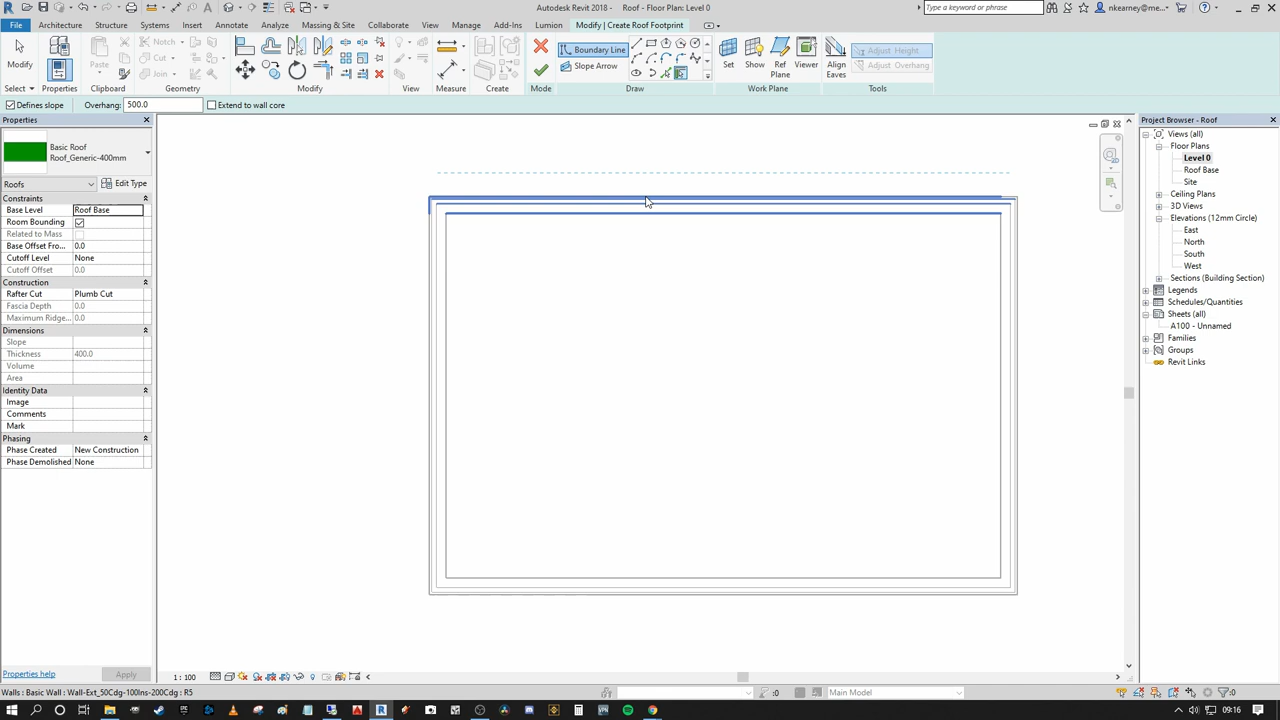 Autodesk Revit 2018 - Roof - Floor Plan: Level 0
Type a keyword or phrase
nkearney@me...
File Architecture Structure Systems Insert Annotate Analyze Massing & Site Collaborate View Manage Add-Ins Lumion Modify | Create Roof Footprint
Modify
Paste
Notch
Cut
Join
Boundary Line
Slope Arrow
Set
Show
Ref Plane
Viewer
Align Eaves
Adjust Height
Adjust Overhang
Select
Properties
Clipboard
Geometry
Modify
View
Measure
Create
Mode
Draw
Work Plane
Tools
Defines slope
Overhang: 500.0
Extend to wall core
Properties
Basic Roof
Roof_Generic-400mm
Roofs
Edit Type
Constraints
Base Level Roof Base
Room Bounding
Related to Mass
Base Offset Fro... 0.0
Cutoff Level None
Cutoff Offset 0.0
Construction
Rafter Cut Plumb Cut
Fascia Depth 0.0
Maximum Ridge... 0.0
Dimensions
Slope
Thickness 400.0
Volume
Area
Identity Data
Image
Comments
Mark
Phasing
Phase Created New Construction
Phase Demolished None
Properties help
Apply
Project Browser - Roof
Views (all)
Floor Plans
Level 0
Roof Base
Site
Ceiling Plans
3D Views
Elevations (12mm Circle)
East
North
South
West
Sections (Building Section)
Legends
Schedules/Quantities
Sheets (all)
A100 - Unnamed
Families
Groups
Revit Links
1 : 100
Walls : Basic Wall : Wall-Ext_50Cdg-100Ins-200Cdg : R5
:0
Main Model
:0
09:16